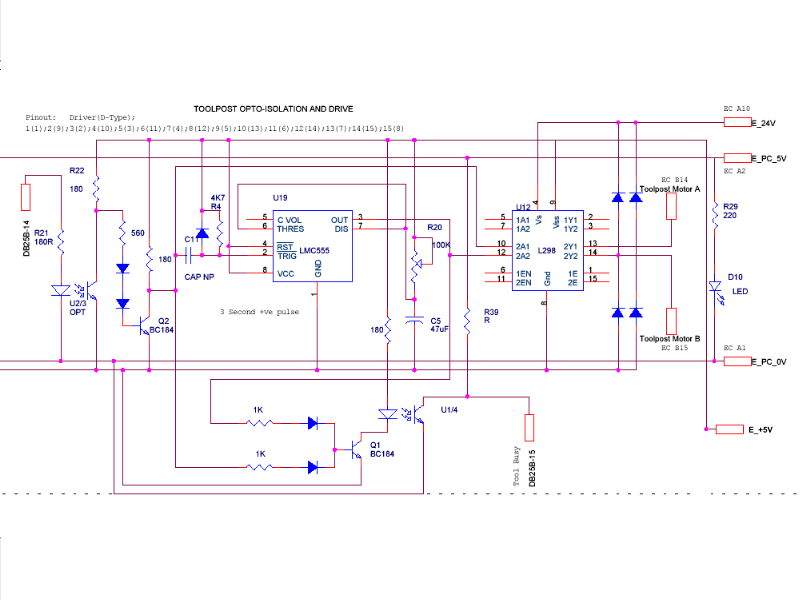 TOOLPOST OPTO-ISOLATION AND DRIVE
Pinout: Driver(D-Type);
1(1);2(9);3(2);4(10);5(3);6(11);7(4);8(12);9(5);10(13);11(6);12(14);13(7);14(15);15(8)
EC A10
E_24V
E_PC_5V
EC A2
R22
180
DB25B-14
R21
180R
560
180
U2/3
OPT
Q2
BC184
4K7
R4
C11
CAP NP
U19
5
6
4
2
8
C VOL
THRES
RST
TRIG
VCC
OUT
DIS
3
7
LMC555
GND
1
3 Second +ve pulse
R20
100K
C5
47uF
180
R39
R
U12
4
9
Vs
Vss
5
7
10
12
6
11
1A1
1A2
2A1
2A2
1EN
2EN
L298
Gnd
8
1Y1
1Y2
2Y1
2Y2
1E
2E
2
3
13
14
1
15
EC B14
Toolpost Motor A
Toolpost Motor B
EC B15
R29
220
D10
LED
EC A1
E_PC_0V
E_+5V
1K
1K
Q1
BC184
U1/4
Tool Busy
DB25B-15